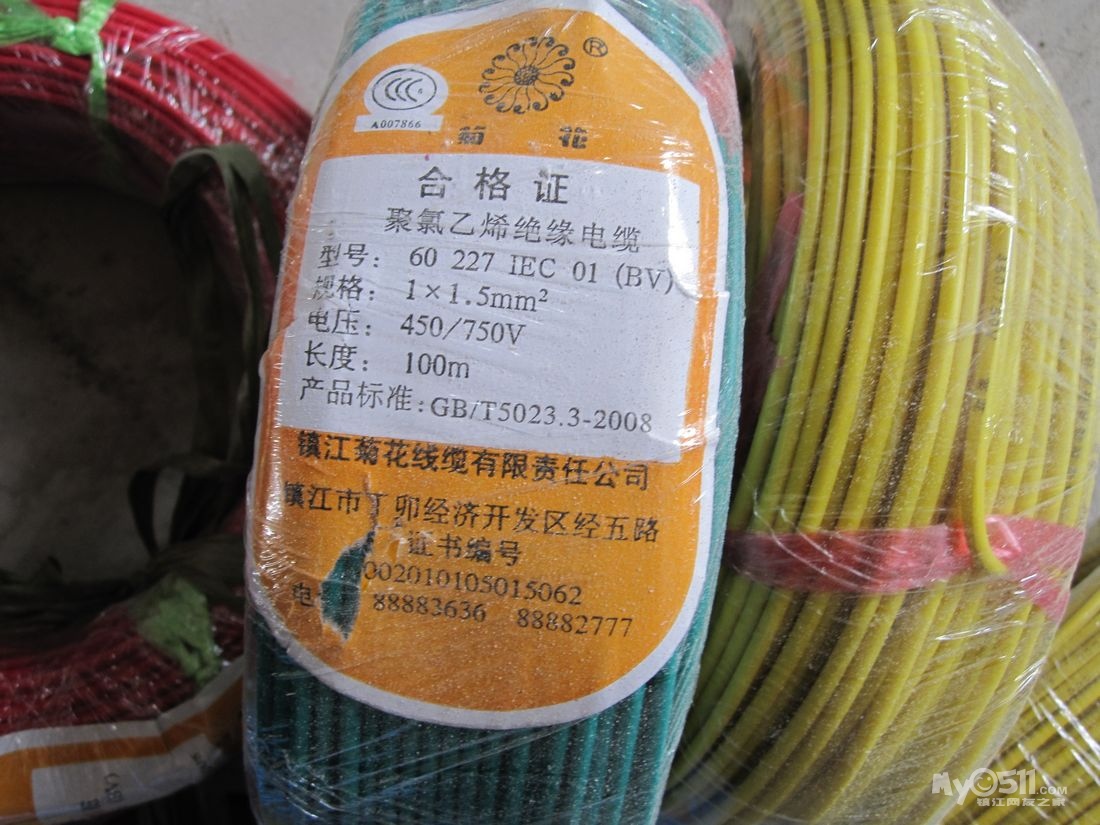 ®
CCC
A007866
菊 花
合格证
聚氯乙烯绝缘电缆
型号: 60 227 IEC 01 (BV)
规格: 1×1.5mm²
电压: 450/750V
长度: 100m
产品标准:GB/T5023.3-2008
镇江菊花线缆有限责任公司
镇江市丁卯经济开发区经五路
证书编号
002010105015062
电 88883636 88882777
My0511.COM
镇江网友之家